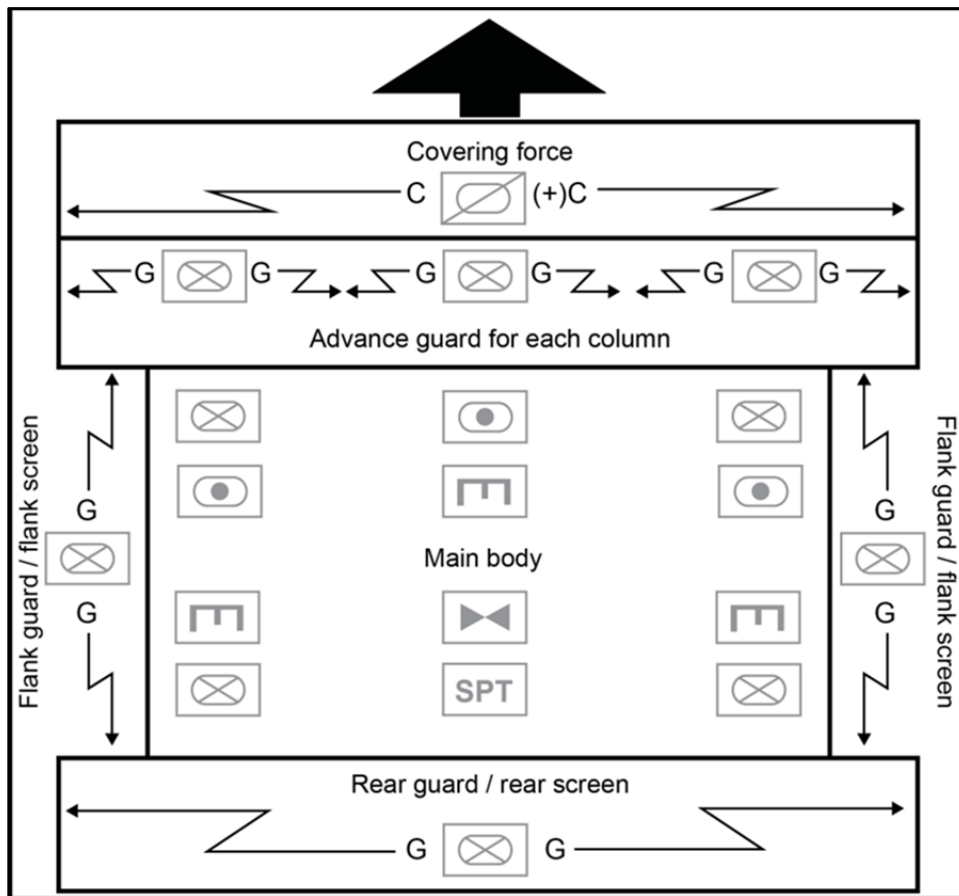 Covering force
C (+)C
G G G G G G
Advance guard for each column
Flank guard / flank screen
G
G
Main body
SPT
Flank guard / flank screen
G
G
Rear guard / rear screen
G G